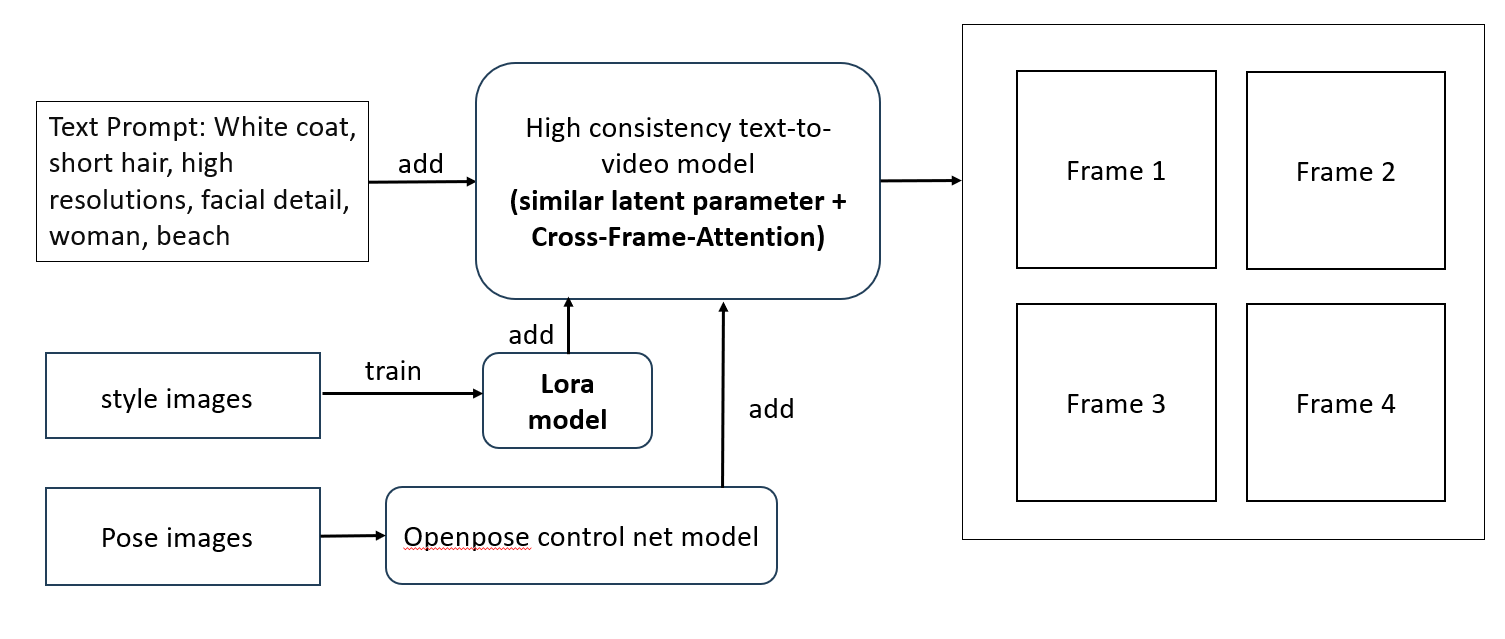 Text Prompt: White coat,
short hair, high
resolutions, facial detail,
woman, beach
add
High consistency text-to-
video model
(similar latent parameter +
Cross-Frame-Attention)
Frame 1
Frame 2
Frame 3
Frame 4
style images
train
Lora
model
add
Pose images
Openpose control net model
add